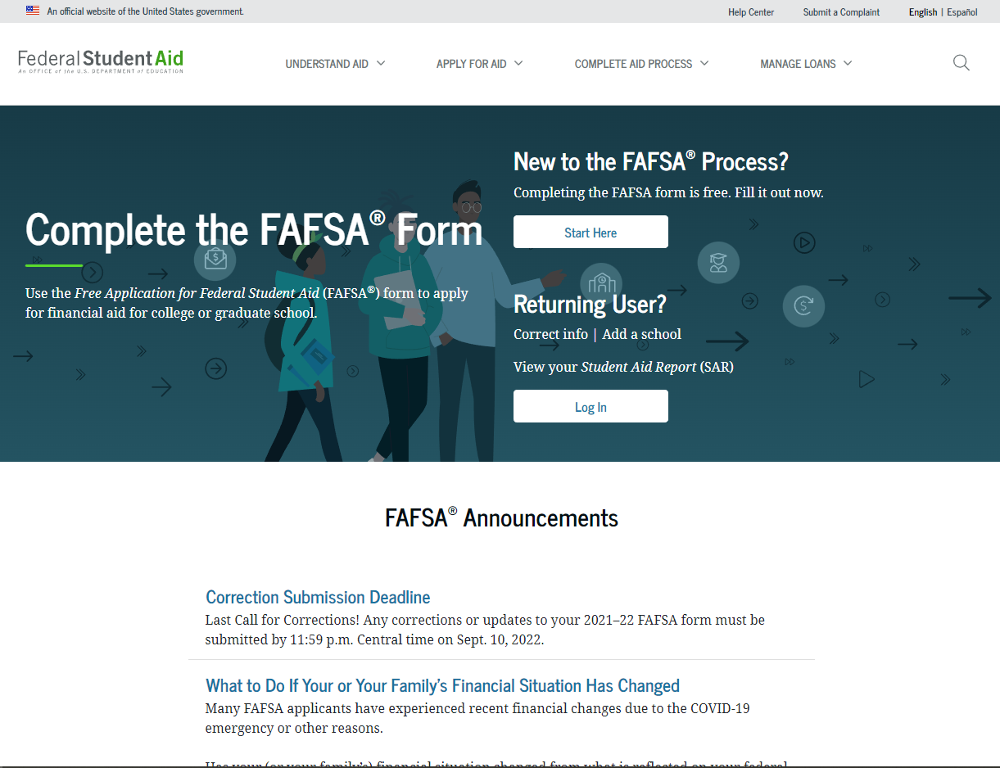 An official website of the United States government.
Help Center
Submit a Complaint
English | Español
Federal Student Aid
An OFFICE of the U.S. DEPARTMENT of EDUCATION
UNDERSTAND AID
APPLY FOR AID
COMPLETE AID PROCESS
MANAGE LOANS
Complete the FAFSA® Form
Use the Free Application for Federal Student Aid (FAFSA®) form to apply
for financial aid for college or graduate school.
New to the FAFSA® Process?
Completing the FAFSA form is free. Fill it out now.
Start Here
Returning User?
Correct info | Add a school
View your Student Aid Report (SAR)
Log In
FAFSA® Announcements
Correction Submission Deadline
Last Call for Corrections! Any corrections or updates to your 2021–22 FAFSA form must be
submitted by 11:59 p.m. Central time on Sept. 10, 2022.
What to Do If Your or Your Family's Financial Situation Has Changed
Many FAFSA applicants have experienced recent financial changes due to the COVID-19
emergency or other reasons.
Has your (or your family's) financial situation changed from what is reflected on your federal